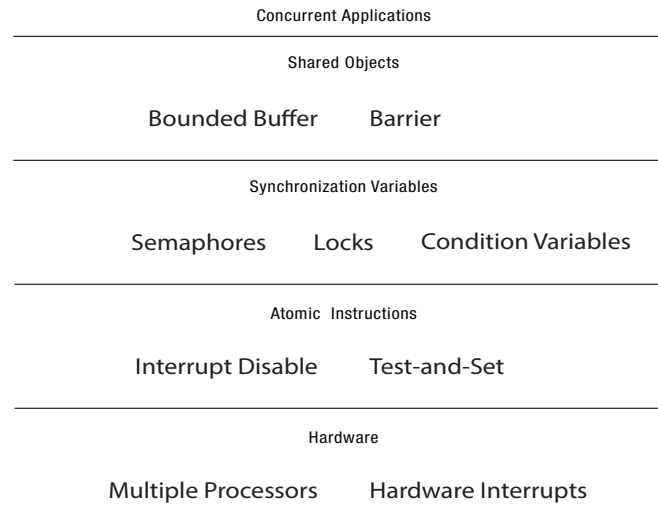 Concurrent Applications
Shared Objects
Bounded Buffer Barrier
Synchronization Variables
Semaphores Locks Condition Variables
Atomic Instructions
Interrupt Disable Test-and-Set
Hardware
Multiple Processors Hardware Interrupts